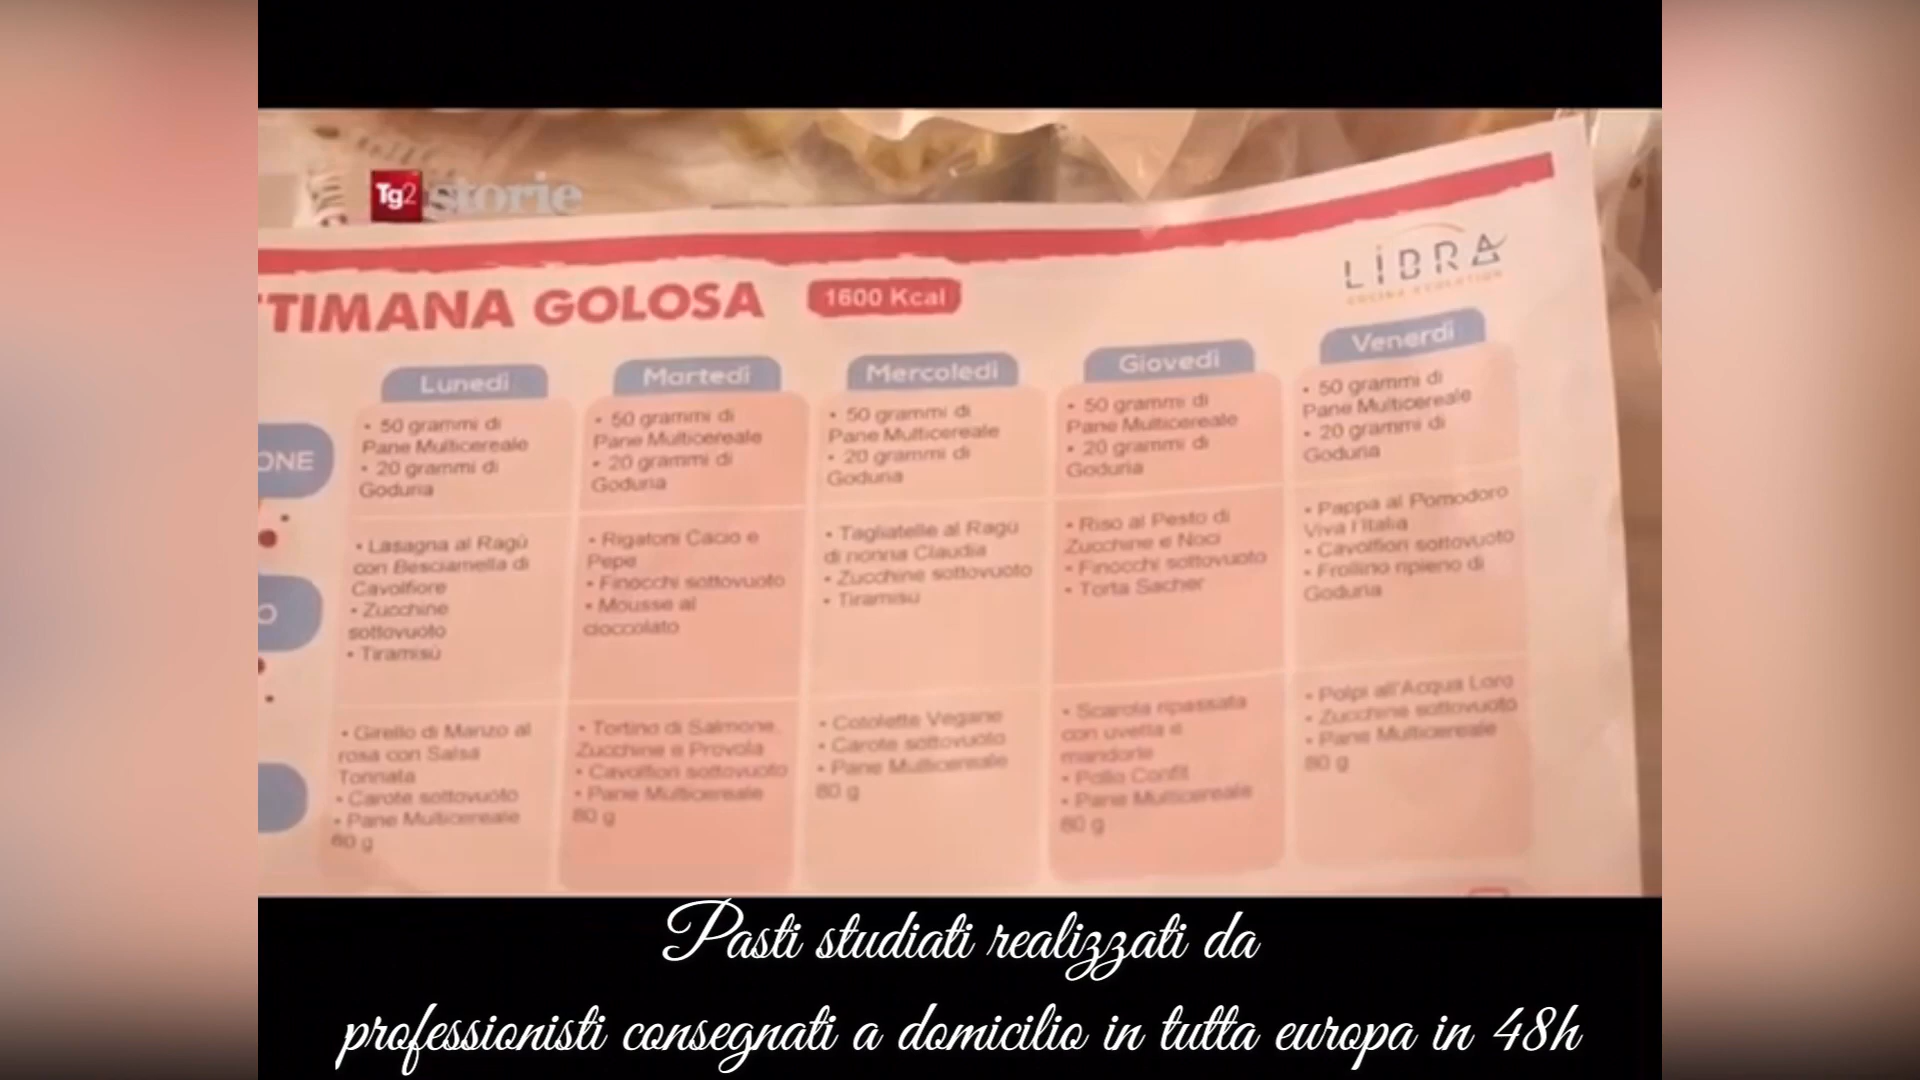 Tg2 storie
LIBRA
TIMANA GOLOSA 1600 Kcal
Lunedì Martedì Mercoledì Giovedì Venerdì
ONE
• 50 grammi di
Pane Multicereale
• 20 grammi di
Goduria
• 50 grammi di
Pane Multicereale
• 20 grammi di
Goduria
• 50 grammi di
Pane Multicereale
• 20 grammi di
Goduria
• 50 grammi di
Pane Multicereale
• 20 grammi di
Goduria
• 50 grammi di
Pane Multicereale
• 20 grammi di
Goduria
O
• Lasagna al Ragù
con Besciamella di
Cavolfiore
• Zucchine
sottovuoto
• Tiramisù
• Rigatoni Cacio e
Pepe
• Finocchi sottovuoto
• Mousse al
cioccolato
• Tagliatelle al Ragù
di nonna Claudia
• Zucchine sottovuoto
• Tiramisù
• Riso al Pesto di
Zucchine e Noci
• Finocchi sottovuoto
• Torta Sacher
• Pappa al Pomodoro
Viva l'Italia
• Cavolfiori sottovuoto
• Frollino ripieno di
Goduria
• Girello di Manzo al
rosa con Salsa
Tonnata
• Carote sottovuoto
• Pane Multicereale
80 g
• Tortino di Salmone,
Zucchine e Provola
• Cavolfiori sottovuoto
• Pane Multicereale
80 g
• Cotolette Vegane
• Carote sottovuoto
• Pane Multicereale
80 g
• Scarola ripassata
con uvetta e
mandorle
• Pollo Confit
• Pane Multicereale
80 g
• Polpi all'Acqua Loro
• Zucchine sottovuoto
• Pane Multicereale
80 g
Pasti studiati realizzati da
professionisti consegnati a domicilio in tutta europa in 48h